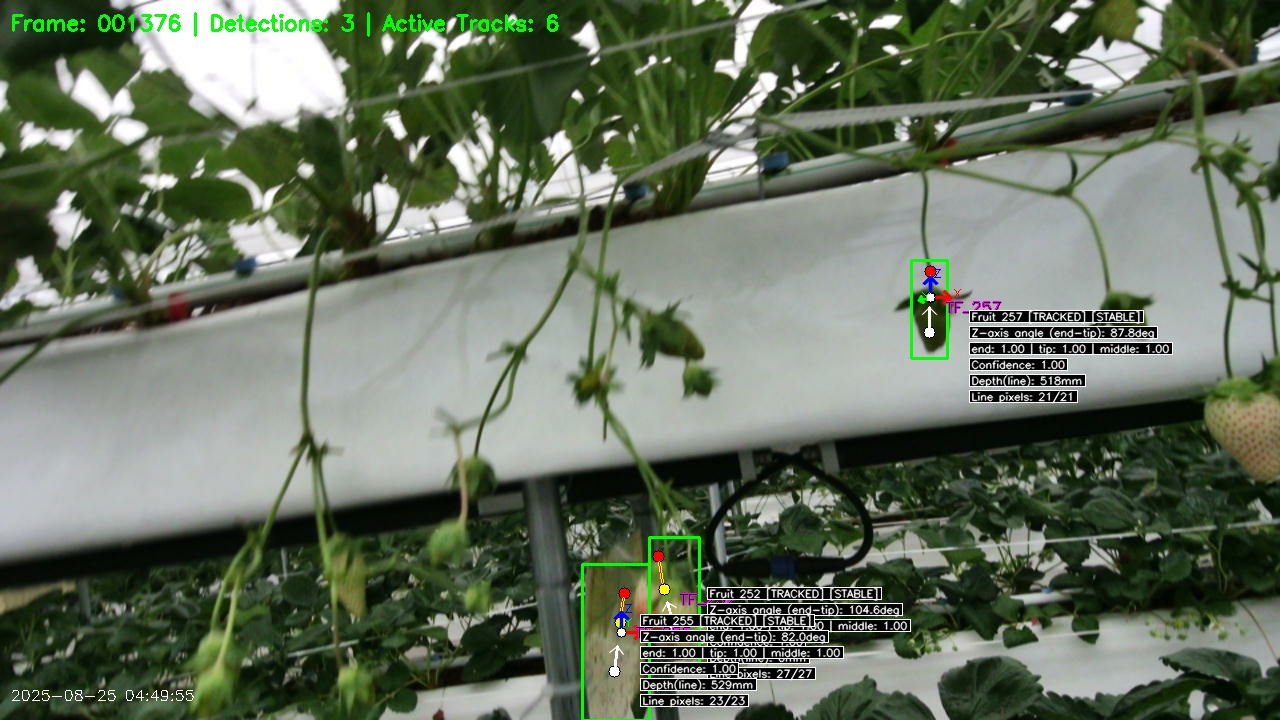 Frame: 001376 | Detections: 3 | Active Tracks: 6
TF_257
Fruit 257 [TRACKED] [STABLE]
Z-axis angle (end-tip): 87.8deg
end: 1.00 | tip: 1.00 | middle: 1.00
Confidence: 1.00
Depth(line): 518mm
Line pixels: 21/21
Fruit 252 [TRACKED] [STABLE]
Z-axis angle (end-tip): 104.6deg
1.00 | middle: 1.00
pixels: 27/27
Fruit 255 [TRACKED] [STABLE]
Z-axis angle (end-tip): 82.0deg
end: 1.00 | tip: 1.00 | middle: 1.00
Confidence: 1.00
Depth(line): 529mm
Line pixels: 23/23
2025-08-25 04:49:55